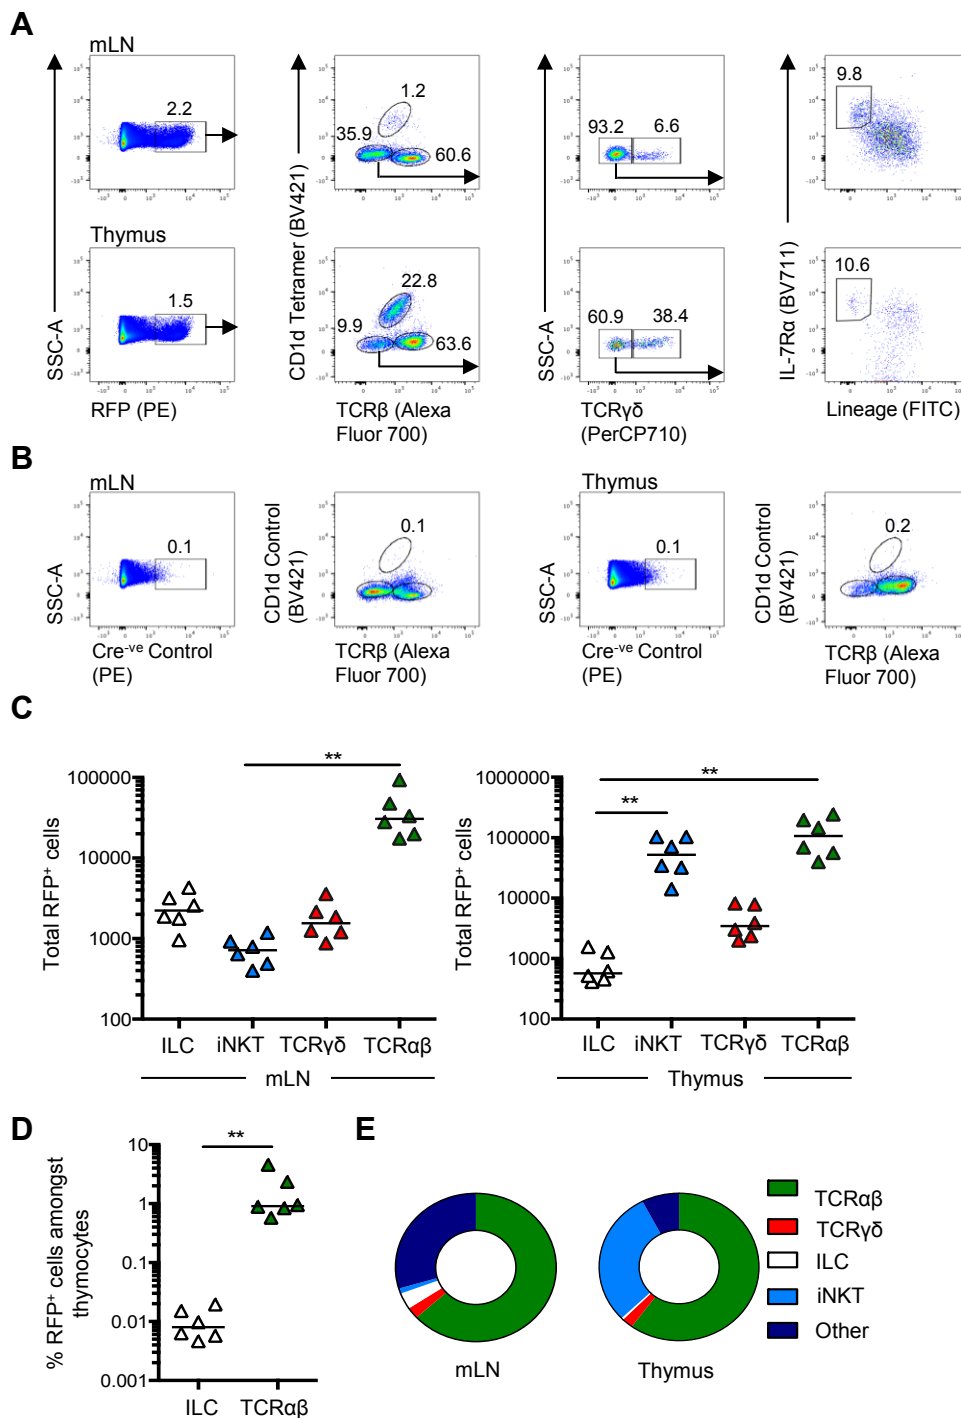 A
mLN
2.2
1.2
35.9
60.6
93.2
6.6
9.8
Thymus
1.5
22.8
9.9
63.6
60.9
38.4
10.6
SSC-A
CD1d Tetramer (BV421)
SSC-A
IL-7Rα (BV711)
RFP (PE)
TCRβ (Alexa
Fluor 700)
TCRγδ
(PerCP710)
Lineage (FITC)
B
mLN
Thymus
0.1
0.1
0.1
0.2
SSC-A
CD1d Control
(BV421)
SSC-A
CD1d Control
(BV421)
Cre-ve Control
(PE)
TCRβ (Alexa
Fluor 700)
Cre-ve Control
(PE)
TCRβ (Alexa
Fluor 700)
C
Total RFP+ cells
100000
10000
1000
100
**
ILC iNKT TCRγδ TCRαβ
mLN
Total RFP+ cells
1000000
100000
10000
1000
100
**
**
ILC iNKT TCRγδ TCRαβ
Thymus
D
% RFP+ cells amongst
thymocytes
10
1
0.1
0.01
0.001
**
ILC TCRαβ
E
mLN
Thymus
TCRαβ
TCRγδ
ILC
iNKT
Other